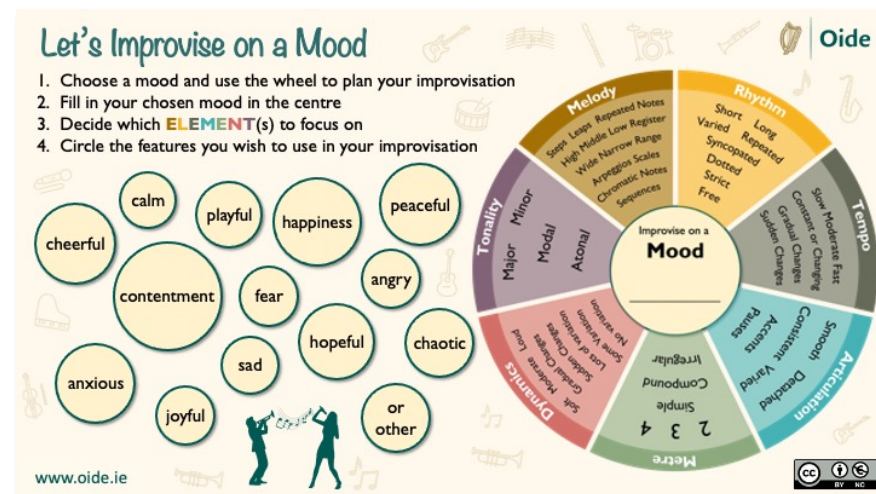 Let's Improvise on a Mood
Oide
1. Choose a mood and use the wheel to plan your improvisation
2. Fill in your chosen mood in the centre
3. Decide which ELEMENT(s) to focus on
4. Circle the features you wish to use in your improvisation
calm
playful
happiness
peaceful
cheerful
contentment
fear
angry
hopeful
chaotic
sad
anxious
joyful
or
other
Improvise on a
Mood
Melody
Steps Leaps Repeated Notes
High Middle Low Register
Wide Narrow Range
Arpeggios Scales
Chromatic Notes
Sequences
Rhythm
Short Long
Varied Repeated
Syncopated
Dotted
Strict
Free
Tempo
Slow Moderate Fast
Constant or Changing
Gradual Changes
Sudden Changes
Articulation
Smooth Detached
Consistent Varied
Accents
Pauses
Metre
2 3 4
Simple
Compound
Irregular
Dynamics
Soft Moderate Loud
Gradual Changes
Sudden Changes
Lots of variation
Some Variation
No variation
Tonality
Major Minor
Modal
Atonal
www.oide.ie
cc
BY NC